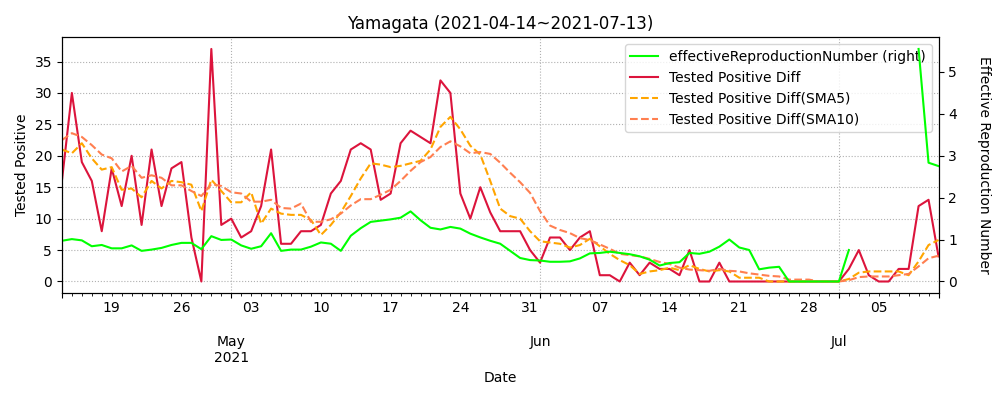 Yamagata (2021-04-14~2021-07-13)
effectiveReproductionNumber (right)
Tested Positive Diff
Tested Positive Diff(SMA5)
Tested Positive Diff(SMA10)
Tested Positive
35
30
25
20
15
10
5
0
Effective Reproduction Number
5
4
3
2
1
0
19 26 03 10 17 24 31 07 14 21 28 05
May Jun Jul
2021
Date